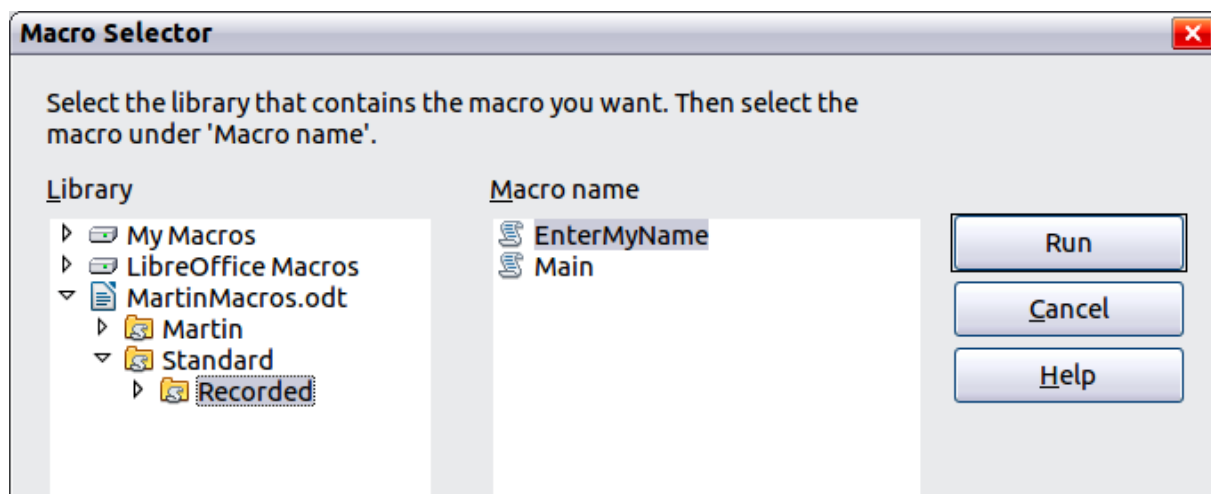 Macro Selector
Select the library that contains the macro you want. Then select the
macro under 'Macro name'.
Library
Macro name
My Macros
LibreOffice Macros
MartinMacros.odt
Martin
Standard
Recorded
EnterMyName
Main
Run
Cancel
Help